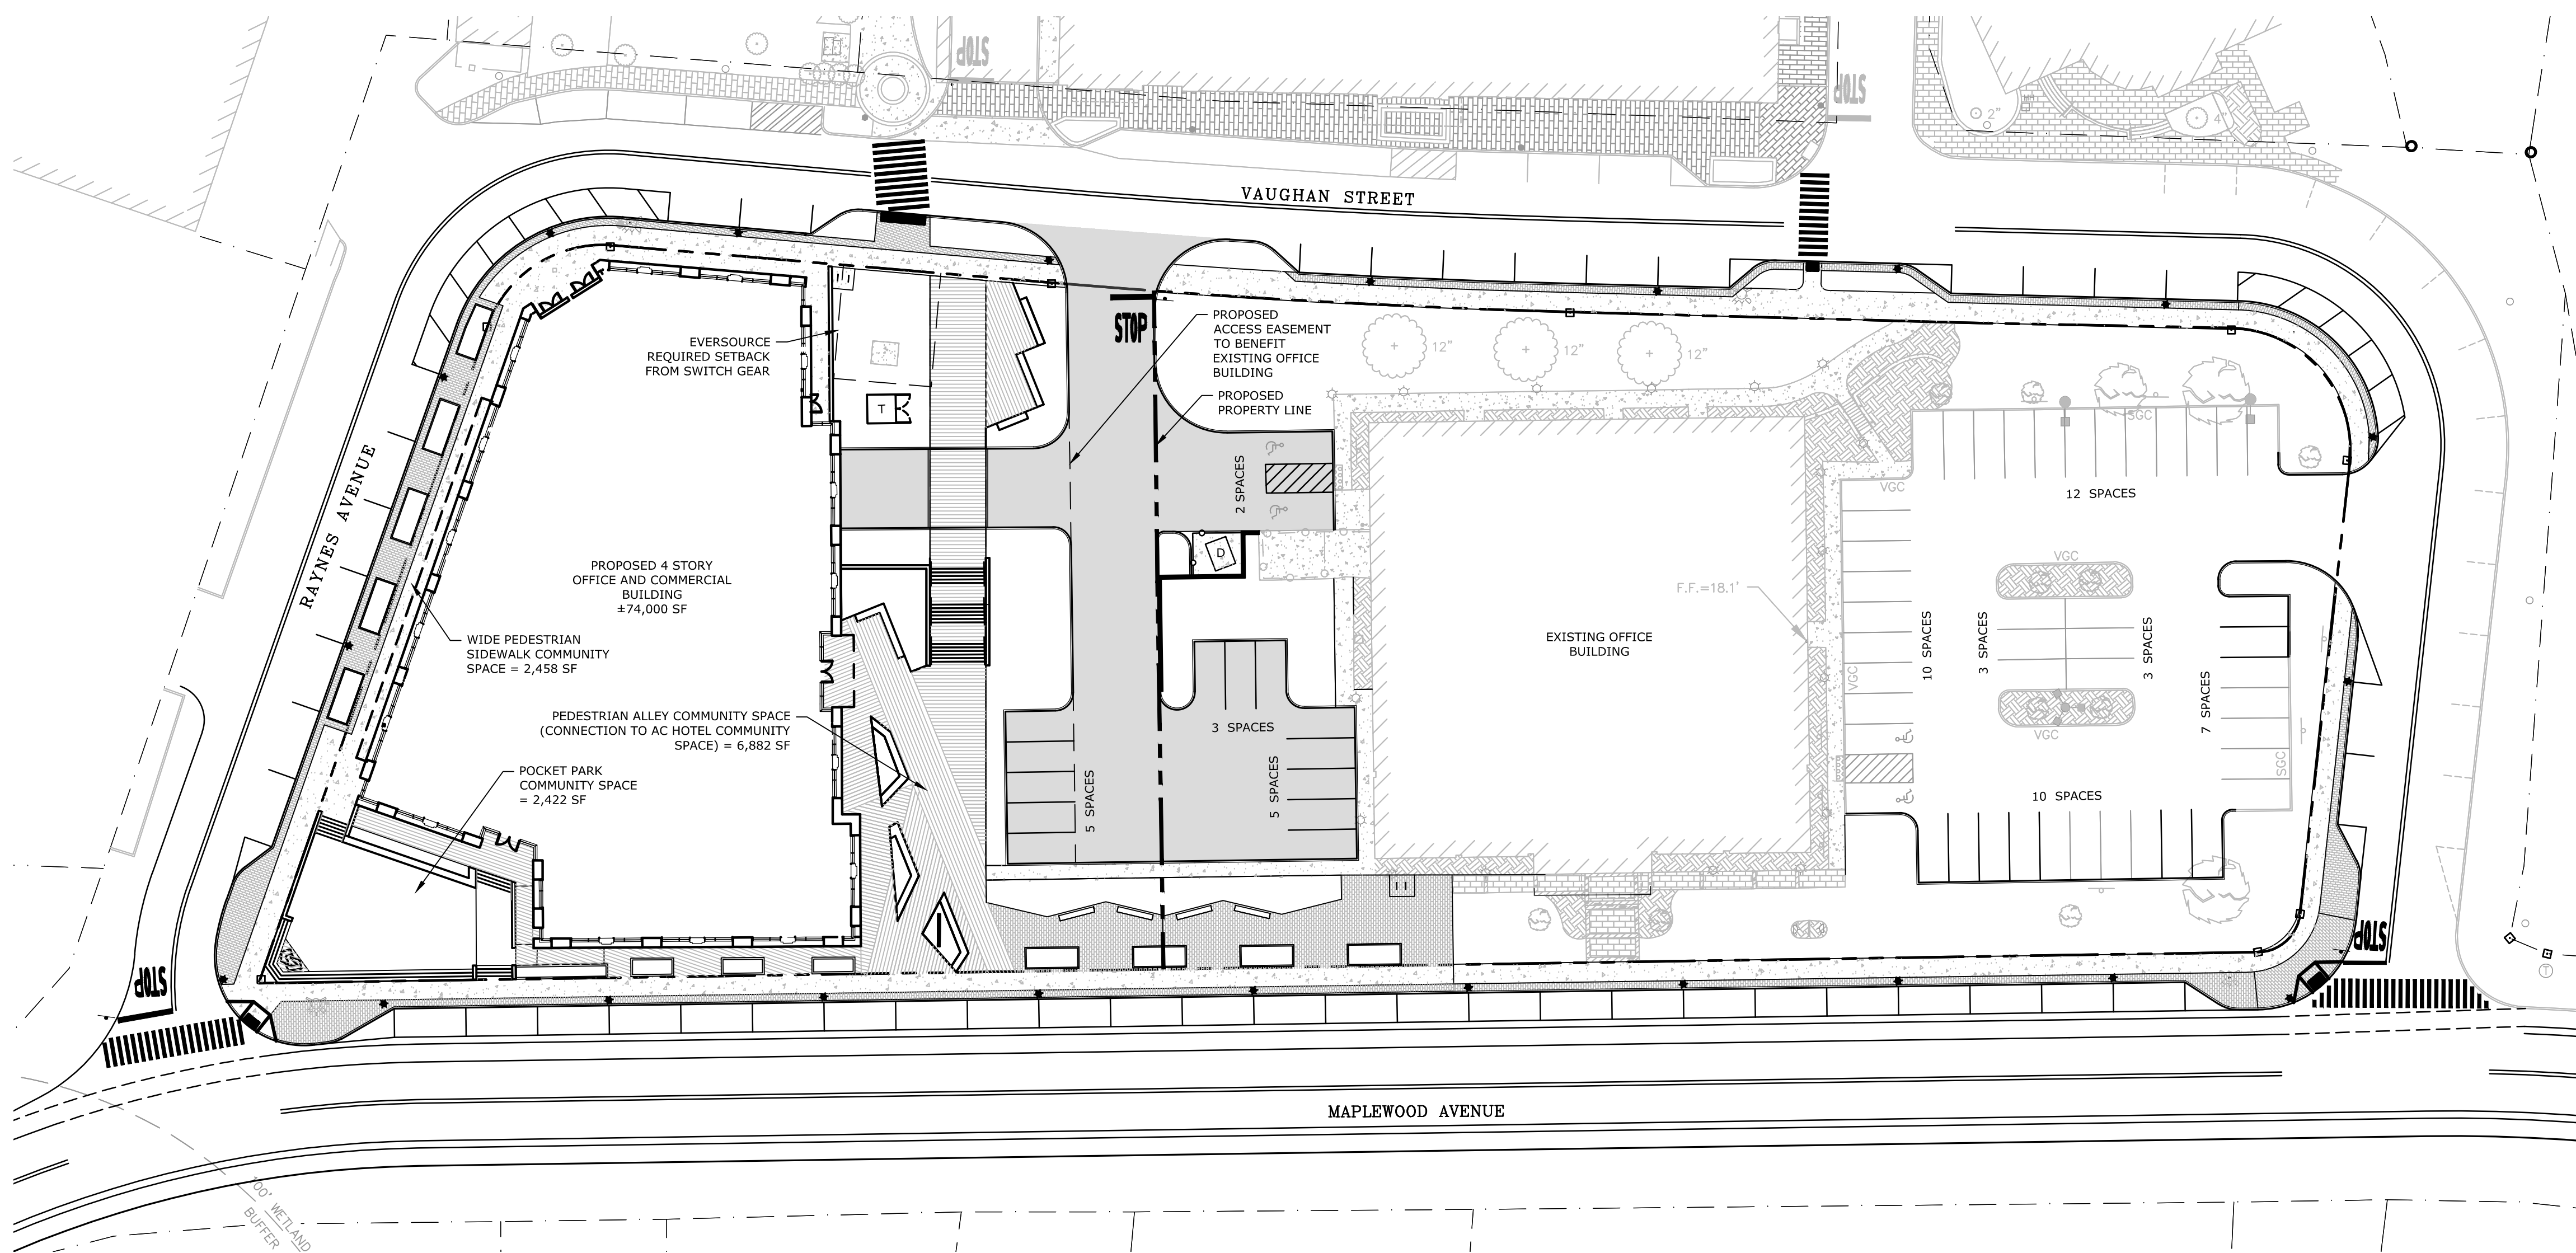 STOP
STOP
2"
4"
VAUGHAN STREET
STOP
PROPOSED
ACCESS EASEMENT
TO BENEFIT
EXISTING OFFICE
BUILDING
EVERSOURCE
REQUIRED SETBACK
FROM SWITCH GEAR
12"
12"
12"
PROPOSED
PROPERTY LINE
T
SGC
RAYNES AVENUE
2 SPACES
VGC
12 SPACES
D
VGC
PROPOSED 4 STORY
OFFICE AND COMMERCIAL
BUILDING
±74,000 SF
F.F.=18.1'
WIDE PEDESTRIAN
SIDEWALK COMMUNITY
SPACE = 2,458 SF
EXISTING OFFICE
BUILDING
10 SPACES
3 SPACES
3 SPACES
VGC
7 SPACES
PEDESTRIAN ALLEY COMMUNITY SPACE
(CONNECTION TO AC HOTEL COMMUNITY
SPACE) = 6,882 SF
3 SPACES
VGC
SGC
POCKET PARK
COMMUNITY SPACE
= 2,422 SF
5 SPACES
5 SPACES
10 SPACES
STOP
STOP
T
MAPLEWOOD AVENUE
100' WETLAND
BUFFER